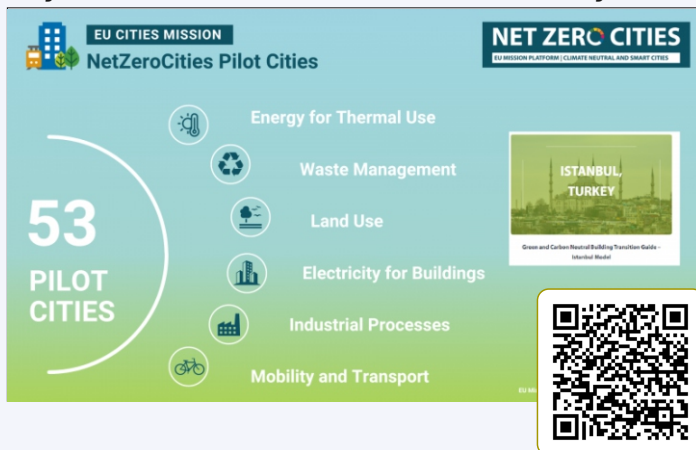 EU CITIES MISSION
NetZeroCities Pilot Cities
NET ZERO CITIES
EU MISSION PLATFORM | CLIMATE NEUTRAL AND SMART CITIES
53
PILOT
CITIES
Energy for Thermal Use
Waste Management
Land Use
Electricity for Buildings
Industrial Processes
Mobility and Transport
ISTANBUL,
TURKEY
Green and Carbon Neutral Building Transition Guide –
Istanbul Model
EU